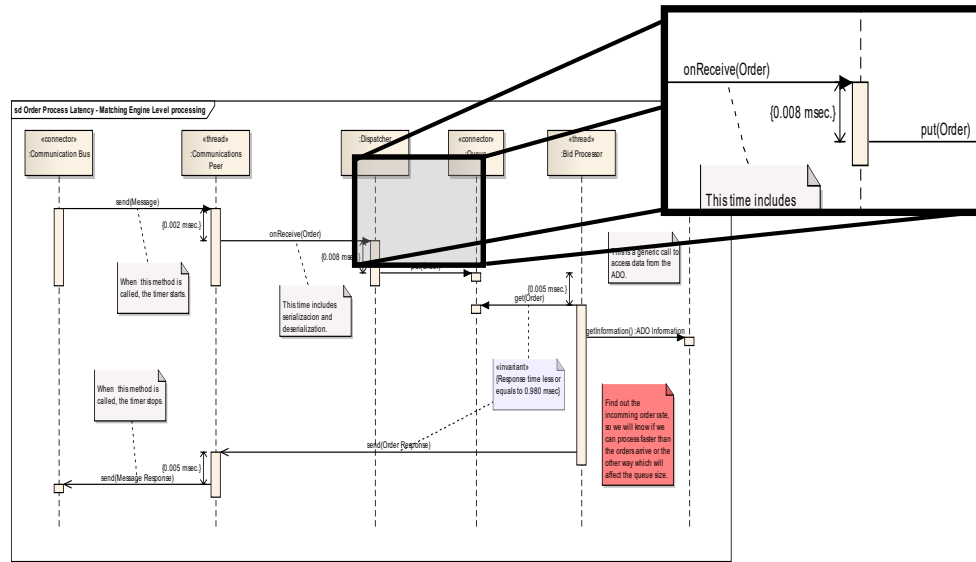 onReceive(Order)
{0.008 msec.}
put(Order)
This time includes
sd Order Process Latency - Matching Engine Level processing
«connector»
:Communication Bus
«thread»
:Communications
Peer
:Dispatcher
«connector»
:Queue
«thread»
:Bid Processor
send(Message)
{0.002 msec.}
onReceive(Order)
{0.008 msec.}
put(Order)
This is a generic call to
access data from the
ADO.
When this method is
called, the timer starts.
This time includes
serializacion and
deserialization.
{0.005 msec.}
get(Order)
getInformation() :ADO Information
«invariant»
{Response time less or
equals to 0.980 msec}
When this method is
called, the timer stops.
Find out the
incomming order rate,
so we will know if we
can process faster than
the orders arrive or the
other way which will
affect the queue size.
send(Order Response)
{0.005 msec.}
send(Message Response)